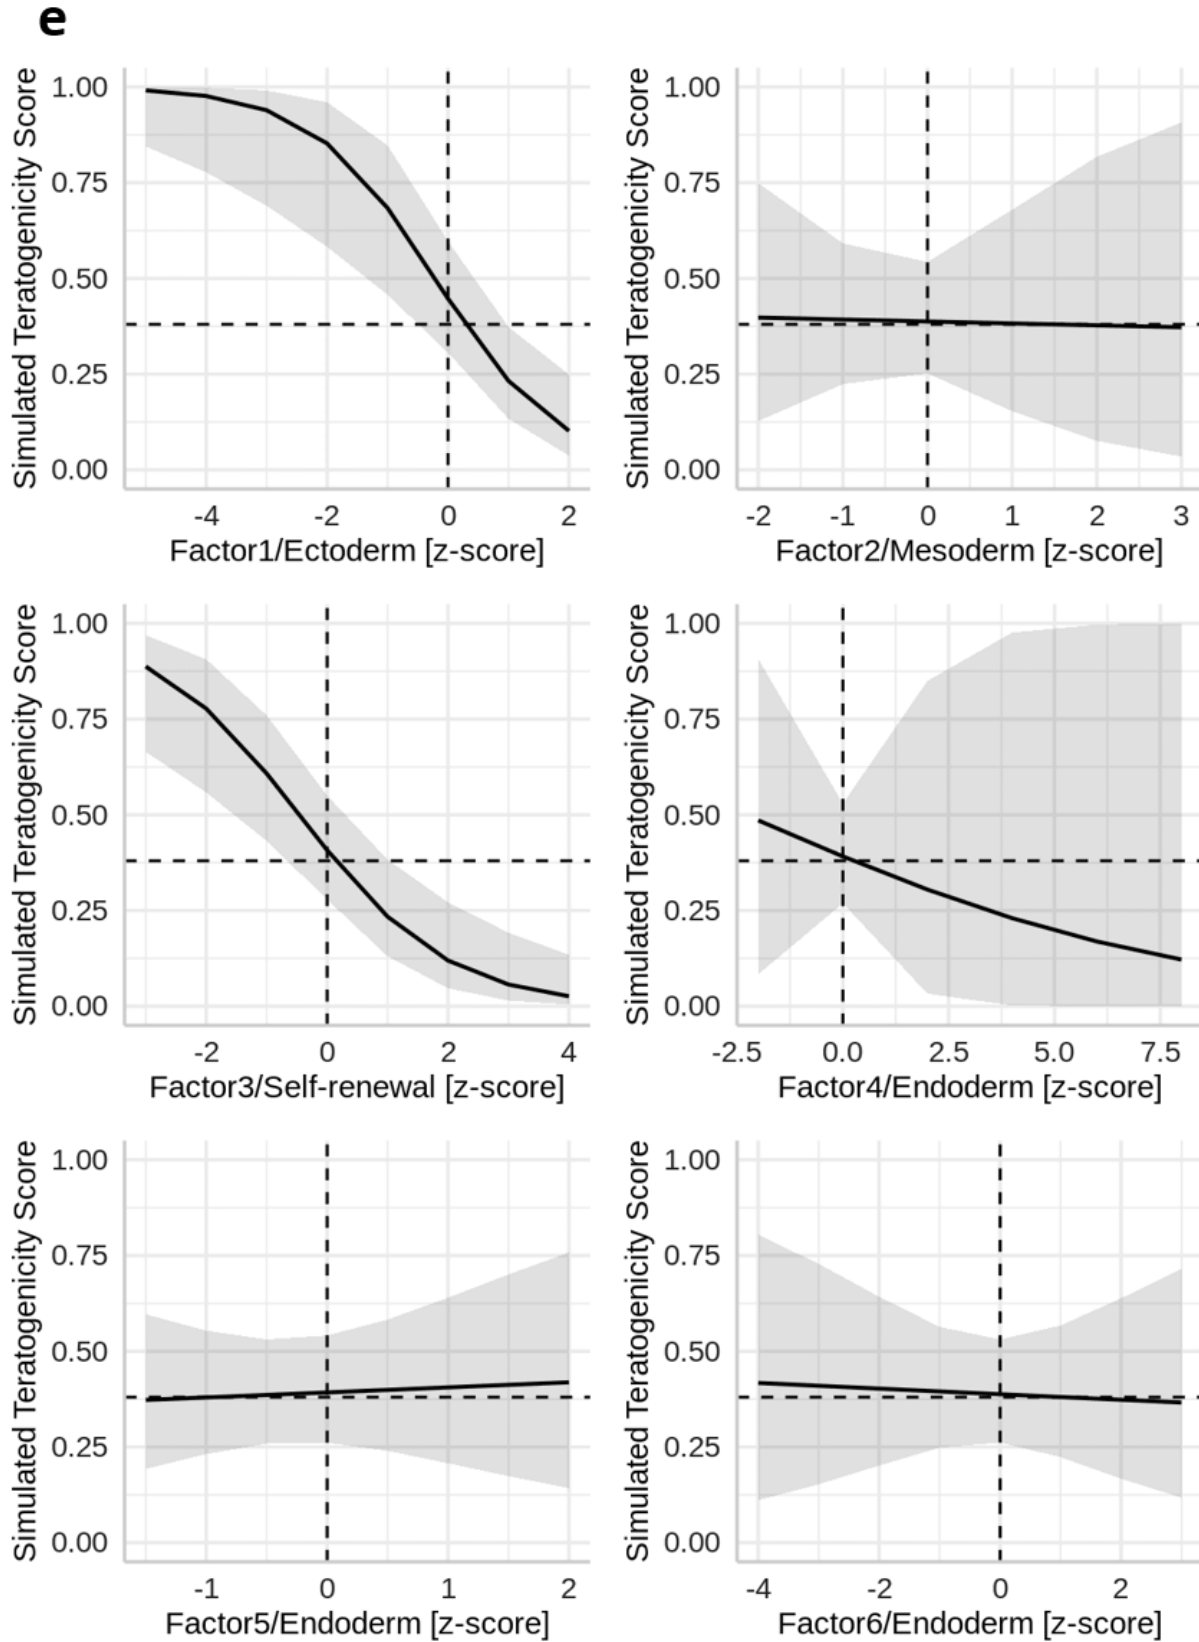 e
Simulated Teratogenicity Score
1.00
0.75
0.50
0.25
0.00
-4 -2 0 2
Factor1/Ectoderm [z-score]
Simulated Teratogenicity Score
1.00
0.75
0.50
0.25
0.00
-2 -1 0 1 2 3
Factor2/Mesoderm [z-score]
Simulated Teratogenicity Score
1.00
0.75
0.50
0.25
0.00
-2 0 2 4
Factor3/Self-renewal [z-score]
Simulated Teratogenicity Score
1.00
0.75
0.50
0.25
0.00
-2.5 0.0 2.5 5.0 7.5
Factor4/Endoderm [z-score]
Simulated Teratogenicity Score
1.00
0.75
0.50
0.25
0.00
-1 0 1 2
Factor5/Endoderm [z-score]
Simulated Teratogenicity Score
1.00
0.75
0.50
0.25
0.00
-4 -2 0 2
Factor6/Endoderm [z-score]